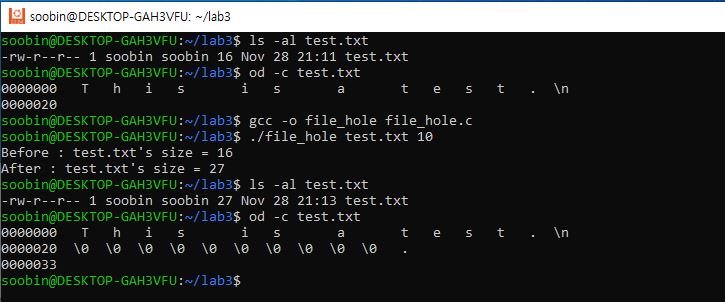 soobin@DESKTOP-GAH3VFU: ~/lab3
soobin@DESKTOP-GAH3VFU:~/lab3$ ls -al test.txt
-rw-r--r-- 1 soobin soobin 16 Nov 28 21:11 test.txt
soobin@DESKTOP-GAH3VFU:~/lab3$ od -c test.txt
0000000   T   h   i   s       i   s       a       t   e   s   t   .  \n
0000020
soobin@DESKTOP-GAH3VFU:~/lab3$ gcc -o file_hole file_hole.c
soobin@DESKTOP-GAH3VFU:~/lab3$ ./file_hole test.txt 10
Before : test.txt's size = 16
After : test.txt's size = 27
soobin@DESKTOP-GAH3VFU:~/lab3$ ls -al test.txt
-rw-r--r-- 1 soobin soobin 27 Nov 28 21:13 test.txt
soobin@DESKTOP-GAH3VFU:~/lab3$ od -c test.txt
0000000   T   h   i   s       i   s       a       t   e   s   t   .  \n
0000020  \0  \0  \0  \0  \0  \0  \0  \0  \0  \0   .
0000033
soobin@DESKTOP-GAH3VFU:~/lab3$